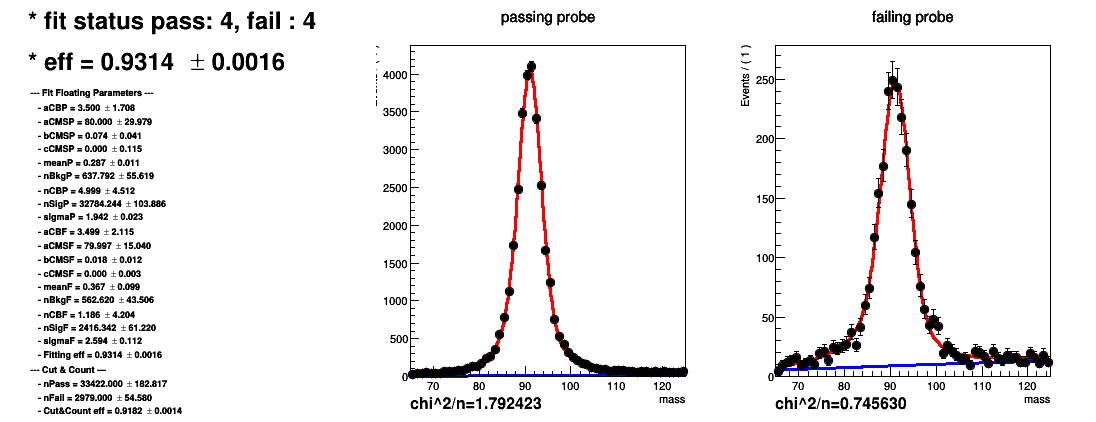 * fit status pass: 4, fail : 4
* eff = 0.9314 ± 0.0016
--- Fit Floating Parameters ---
- aCBP = 3.500 ± 1.708
- aCMSP = 80.000 ± 29.979
- bCMSP = 0.074 ± 0.041
- cCMSP = 0.000 ± 0.115
- meanP = 0.287 ± 0.011
- nBkgP = 637.792 ± 55.619
- nCBP = 4.999 ± 4.512
- nSigP = 32784.244 ± 103.886
- sigmaP = 1.942 ± 0.023
- aCBF = 3.499 ± 2.115
- aCMSF = 79.997 ± 15.040
- bCMSF = 0.018 ± 0.012
- cCMSF = 0.000 ± 0.003
- meanF = 0.367 ± 0.099
- nBkgF = 562.620 ± 43.506
- nCBF = 1.186 ± 4.204
- nSigF = 2416.342 ± 61.220
- sigmaF = 2.594 ± 0.112
- Fitting eff = 0.9314 ± 0.0016
--- Cut & Count ---
- nPass = 33422.000 ± 182.817
- nFail = 2979.000 ± 54.580
- Cut&Count eff = 0.9182 ± 0.0014
passing probe
4000
3500
3000
2500
2000
1500
1000
500
0
70 80 90 100 110 120
mass
chi^2/n=1.792423
failing probe
Events / ( 1 )
250
200
150
100
50
0
70 80 90 100 110 120
mass
chi^2/n=0.745630